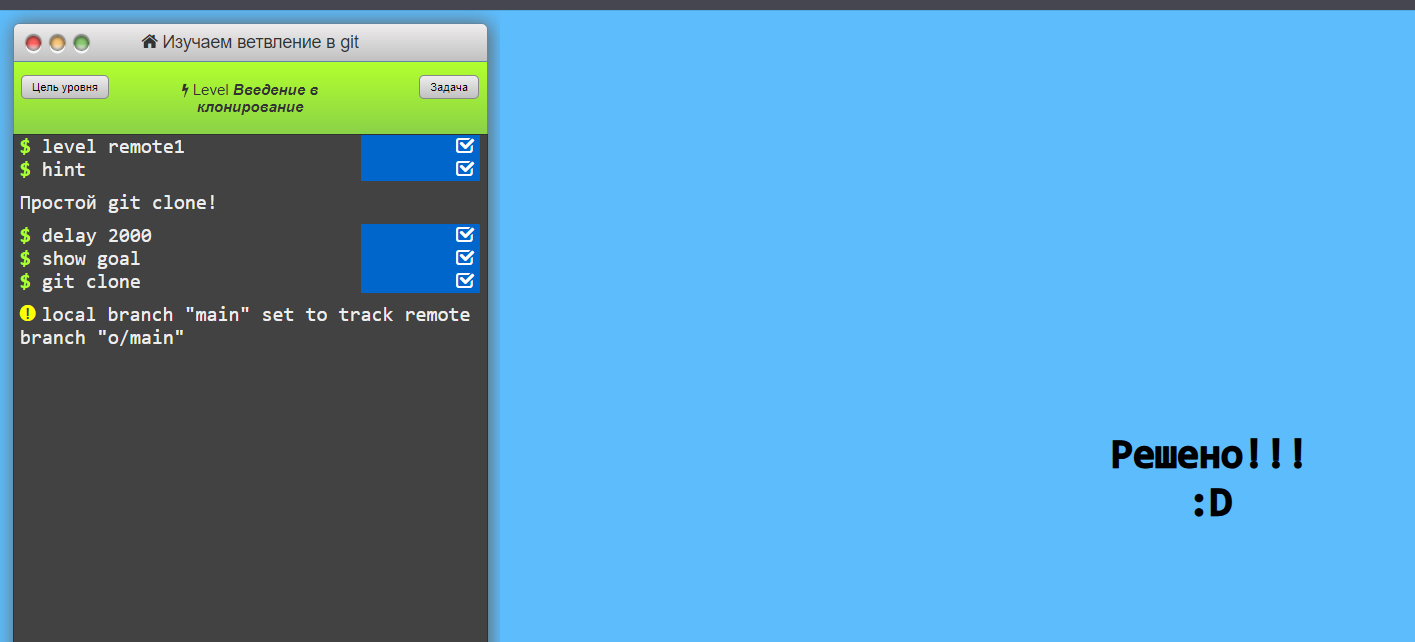 Изучаем ветвление в git
Цель уровня
Level Введение в
клонирование
Задача
$ level remote1
$ hint
Простой git clone!
$ delay 2000
$ show goal
$ git clone
local branch "main" set to track remote
branch "o/main"
Решено!!!
:D